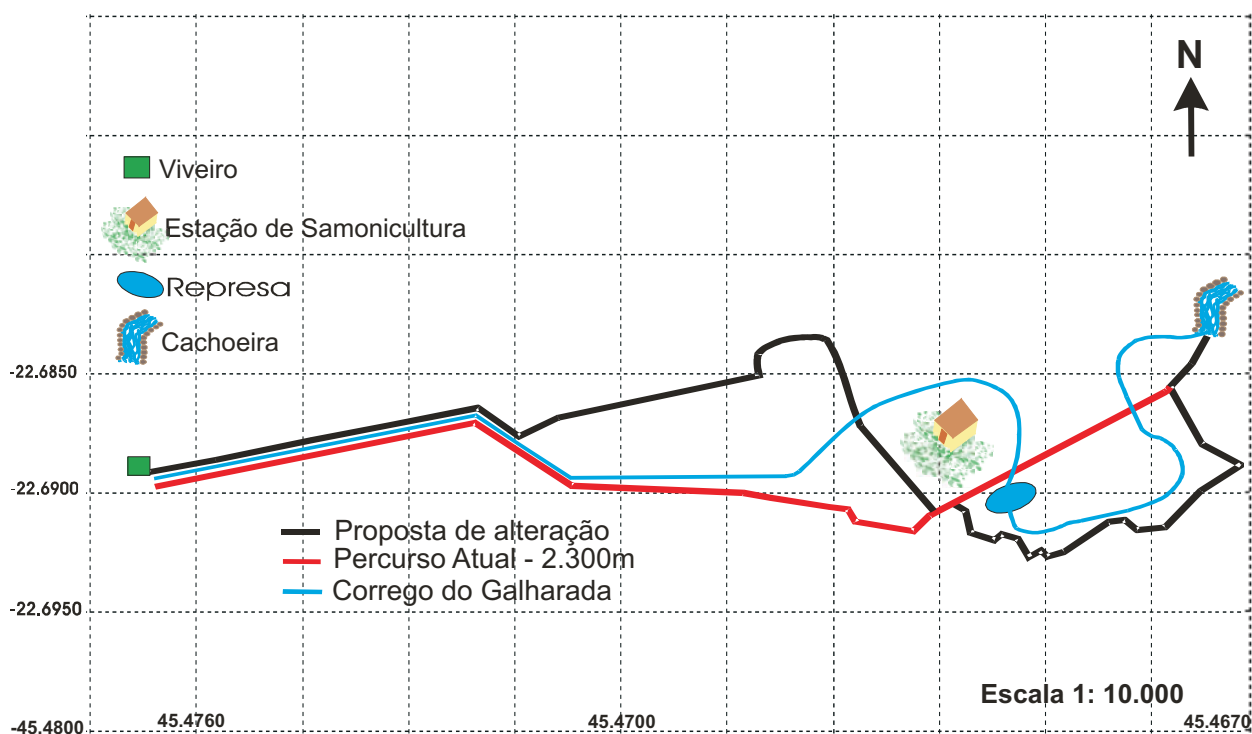 N
Viveiro
Estação de Samonicultura
Represa
Cachoeira
-22.6850
-22.6900
Proposta de alteração
Percurso Atual - 2.300m
Corrego do Galharada
-22.6950
Escala 1: 10.000
-45.4800
45.4760
45.4700
45.4670